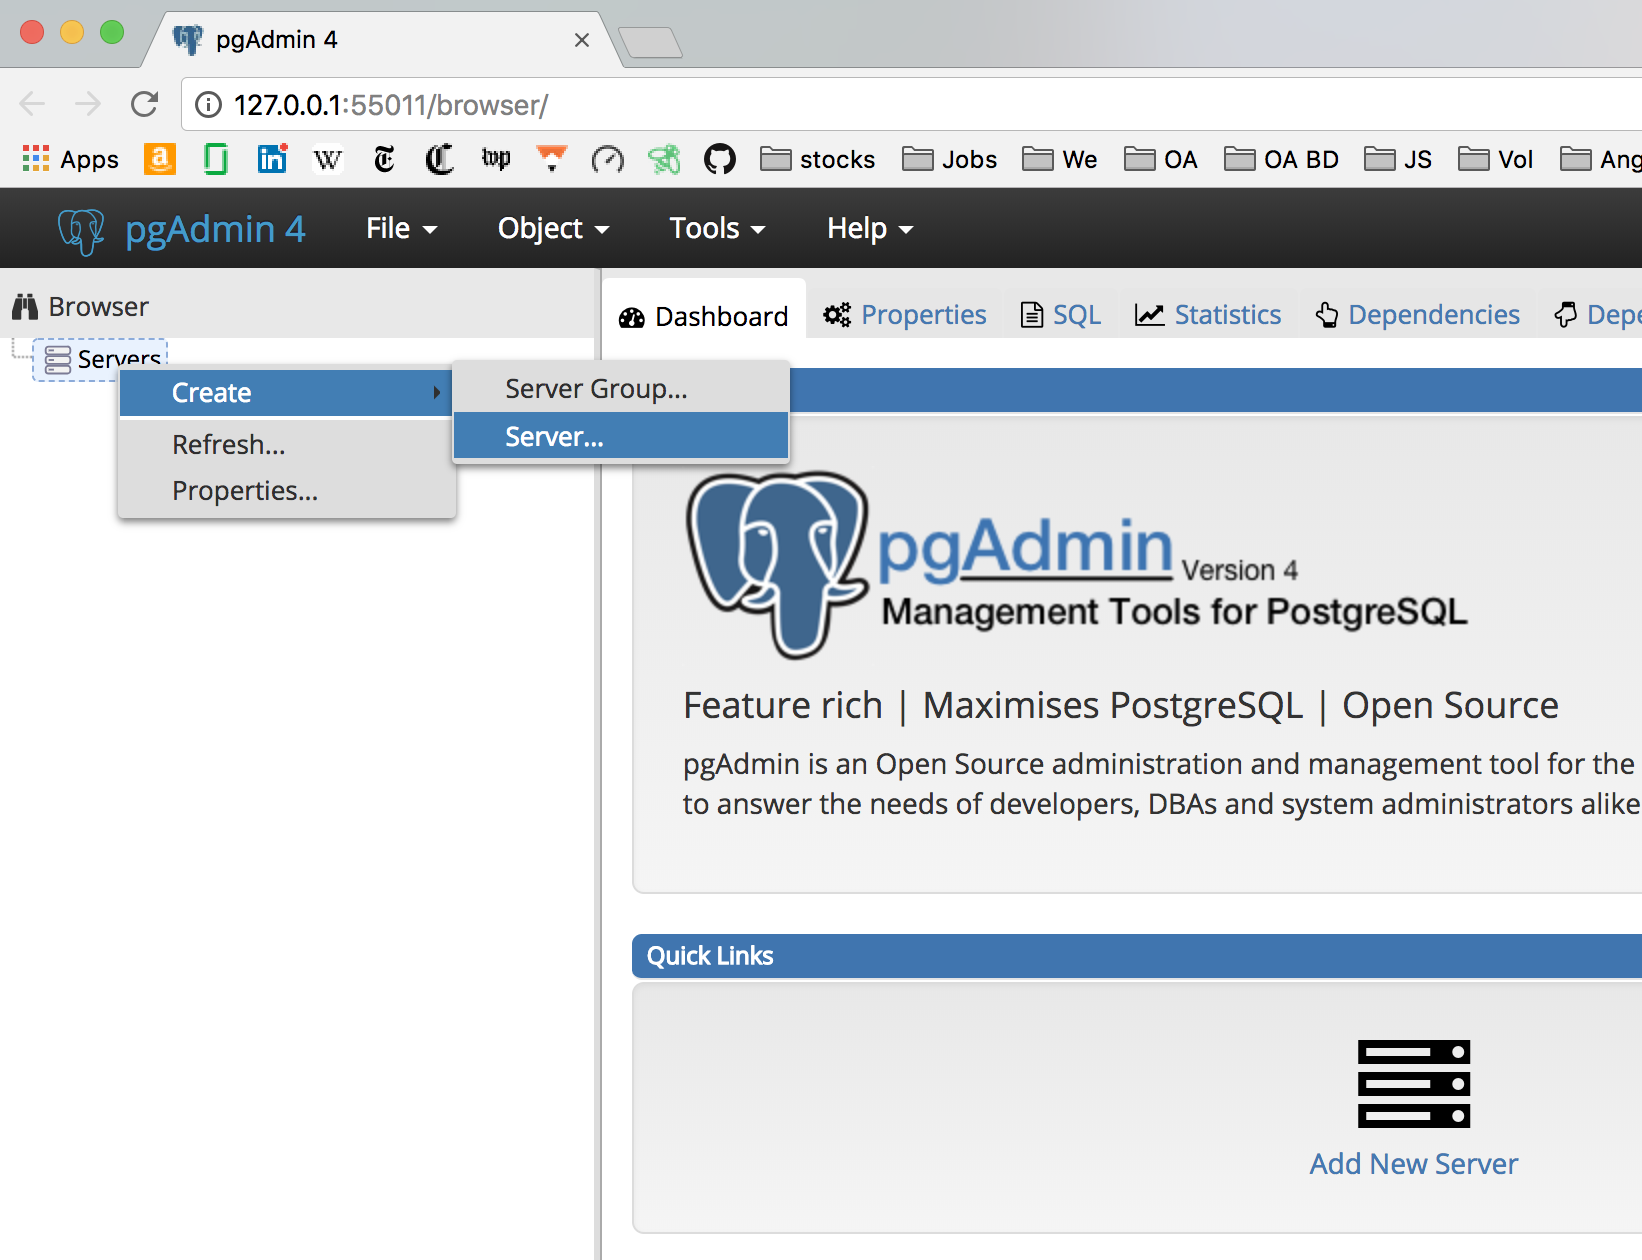 pgAdmin 4
127.0.0.1:55011/browser/
Apps stocks Jobs We OA OA BD JS Vol Ang
pgAdmin 4 File Object Tools Help
Browser
Dashboard Properties SQL Statistics Dependencies Depe
Servers
Create
Refresh...
Properties...
Server Group...
Server...
pgAdmin Version 4
Management Tools for PostgreSQL
Feature rich | Maximises PostgreSQL | Open Source
pgAdmin is an Open Source administration and management tool for the
to answer the needs of developers, DBAs and system administrators alike
Quick Links
Add New Server